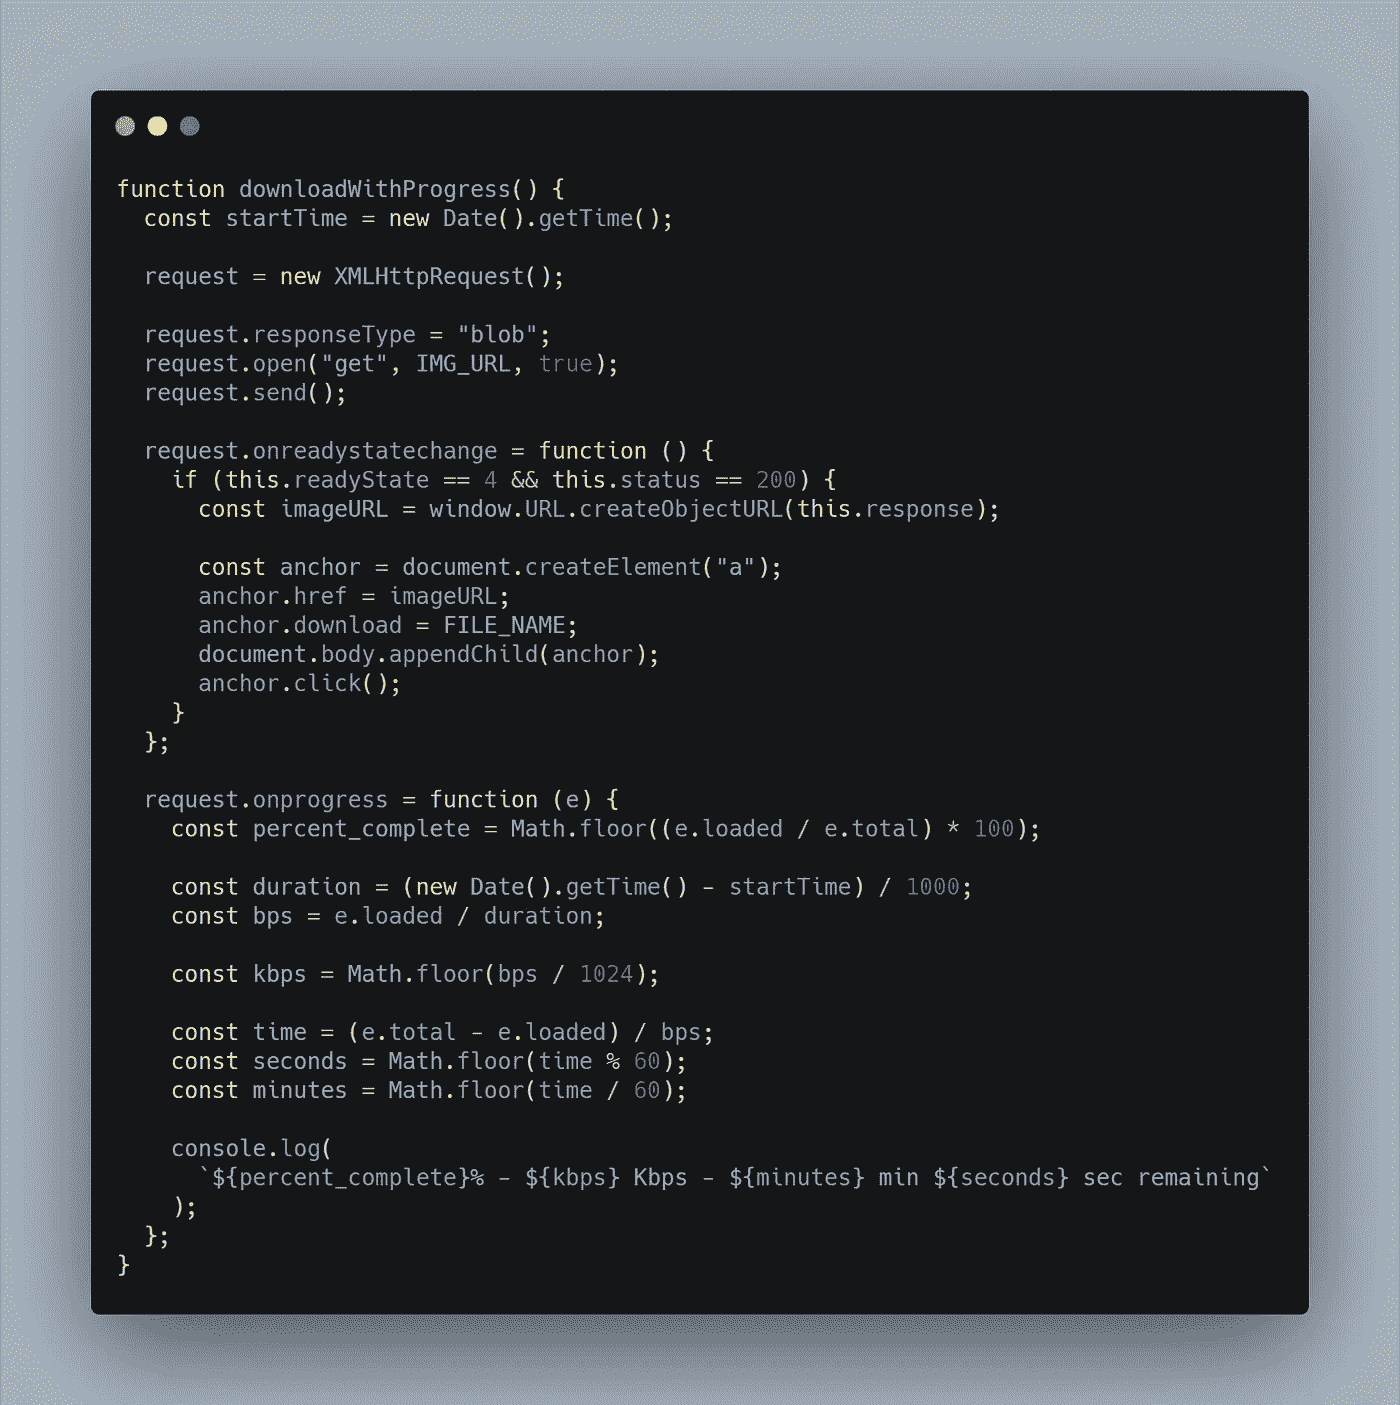 function downloadWithProgress() {
  const startTime = new Date().getTime();

  request = new XMLHttpRequest();

  request.responseType = "blob";
  request.open("get", IMG_URL, true);
  request.send();

  request.onreadystatechange = function () {
    if (this.readyState == 4 && this.status == 200) {
      const imageURL = window.URL.createObjectURL(this.response);

      const anchor = document.createElement("a");
      anchor.href = imageURL;
      anchor.download = FILE_NAME;
      document.body.appendChild(anchor);
      anchor.click();
    }
  };

  request.onprogress = function (e) {
    const percent_complete = Math.floor((e.loaded / e.total) * 100);

    const duration = (new Date().getTime() - startTime) / 1000;
    const bps = e.loaded / duration;

    const kbps = Math.floor(bps / 1024);

    const time = (e.total - e.loaded) / bps;
    const seconds = Math.floor(time % 60);
    const minutes = Math.floor(time / 60);

    console.log(
      `${percent_complete}% - ${kbps} Kbps - ${minutes} min ${seconds} sec remaining`
    );
  };
}